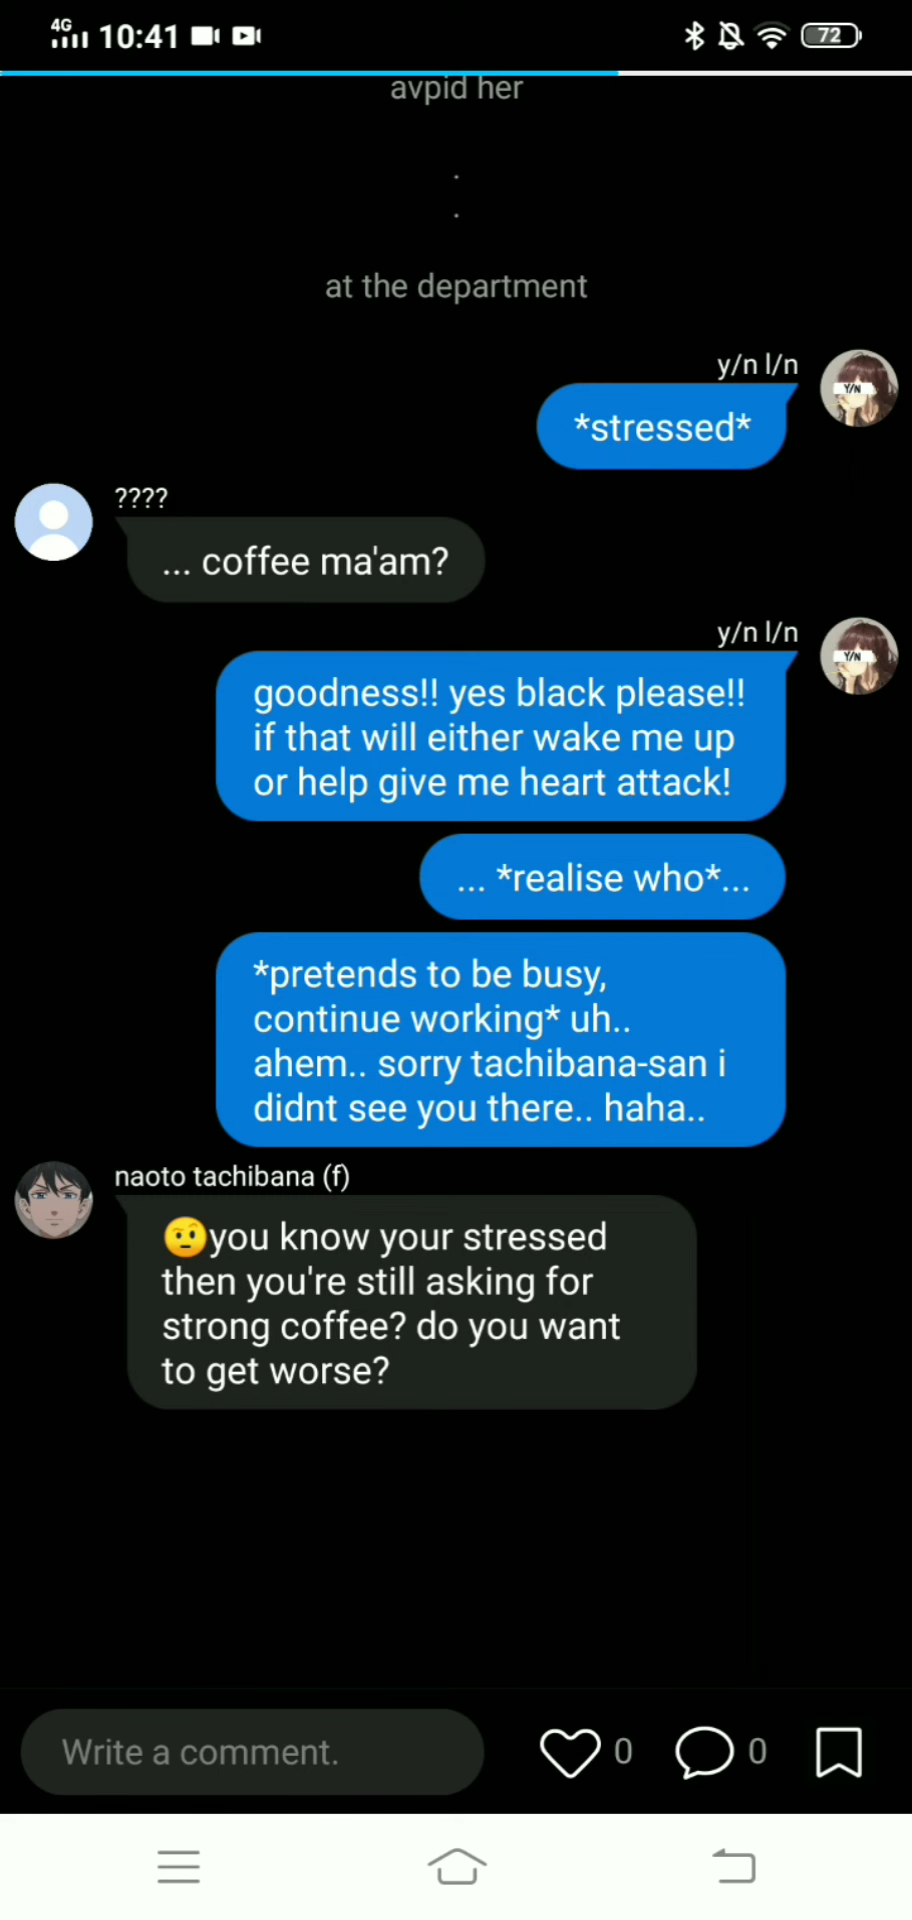 4G 10:41 72
avpid her
.
.
at the department
y/n l/n
Y/N
*stressed*
????
... coffee ma'am?
y/n l/n
Y/N
goodness!! yes black please!!
if that will either wake me up
or help give me heart attack!
... *realise who*...
*pretends to be busy,
continue working* uh..
ahem.. sorry tachibana-san i
didnt see you there.. haha..
naoto tachibana (f)
🤨you know your stressed
then you're still asking for
strong coffee? do you want
to get worse?
Write a comment. 0 0